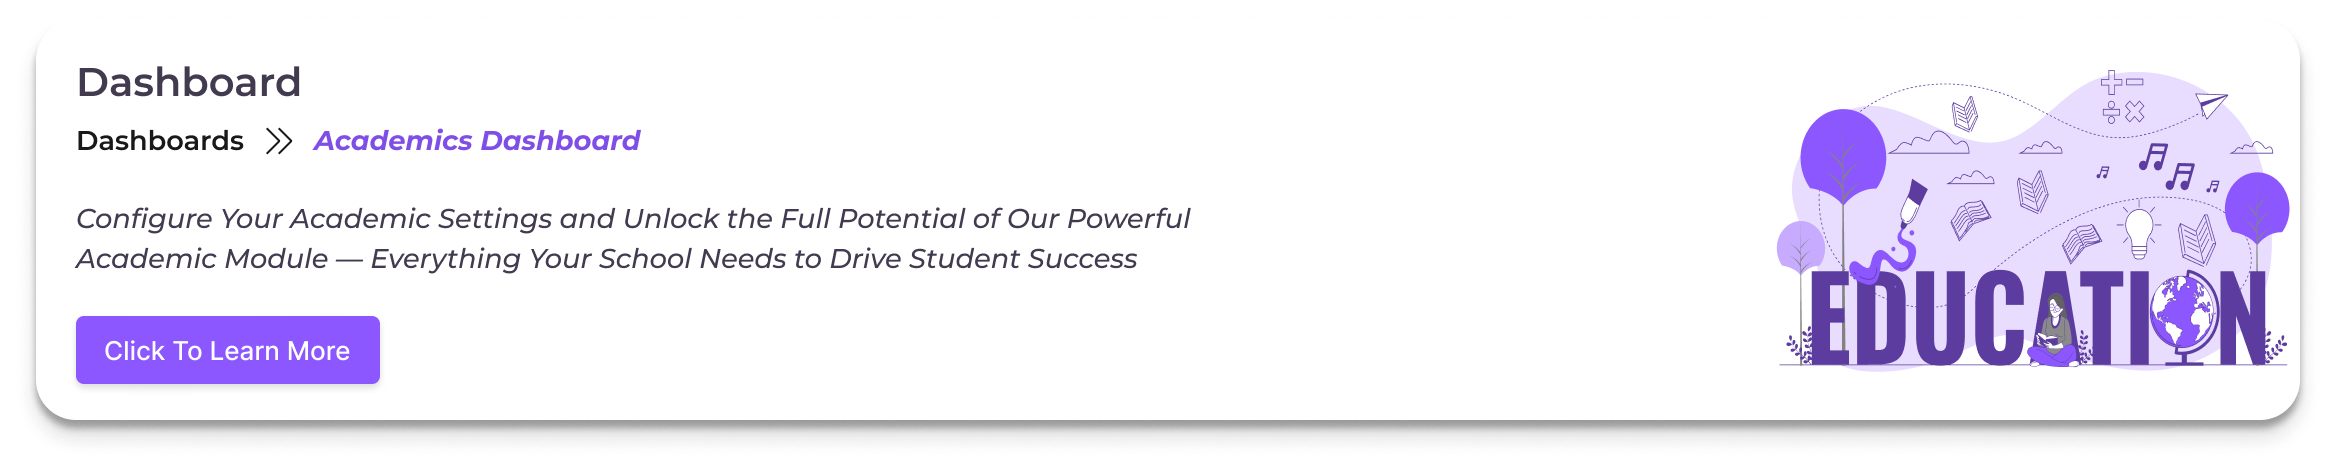 Dashboard
Dashboards >> Academics Dashboard
Configure Your Academic Settings and Unlock the Full Potential of Our Powerful
Academic Module — Everything Your School Needs to Drive Student Success
Click To Learn More
EDUCATION